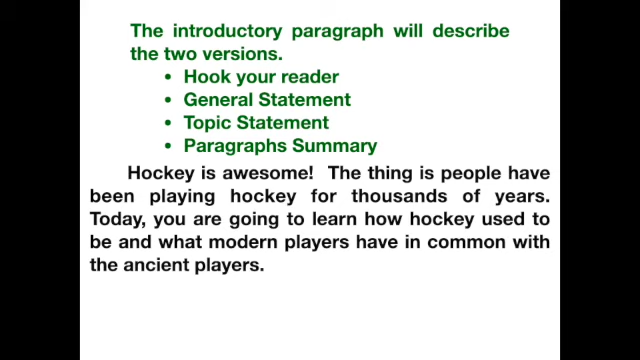 The introductory paragraph will describe
the two versions.
• Hook your reader
• General Statement
• Topic Statement
• Paragraphs Summary
Hockey is awesome! The thing is people have
been playing hockey for thousands of years.
Today, you are going to learn how hockey used to
be and what modern players have in common with
the ancient players.